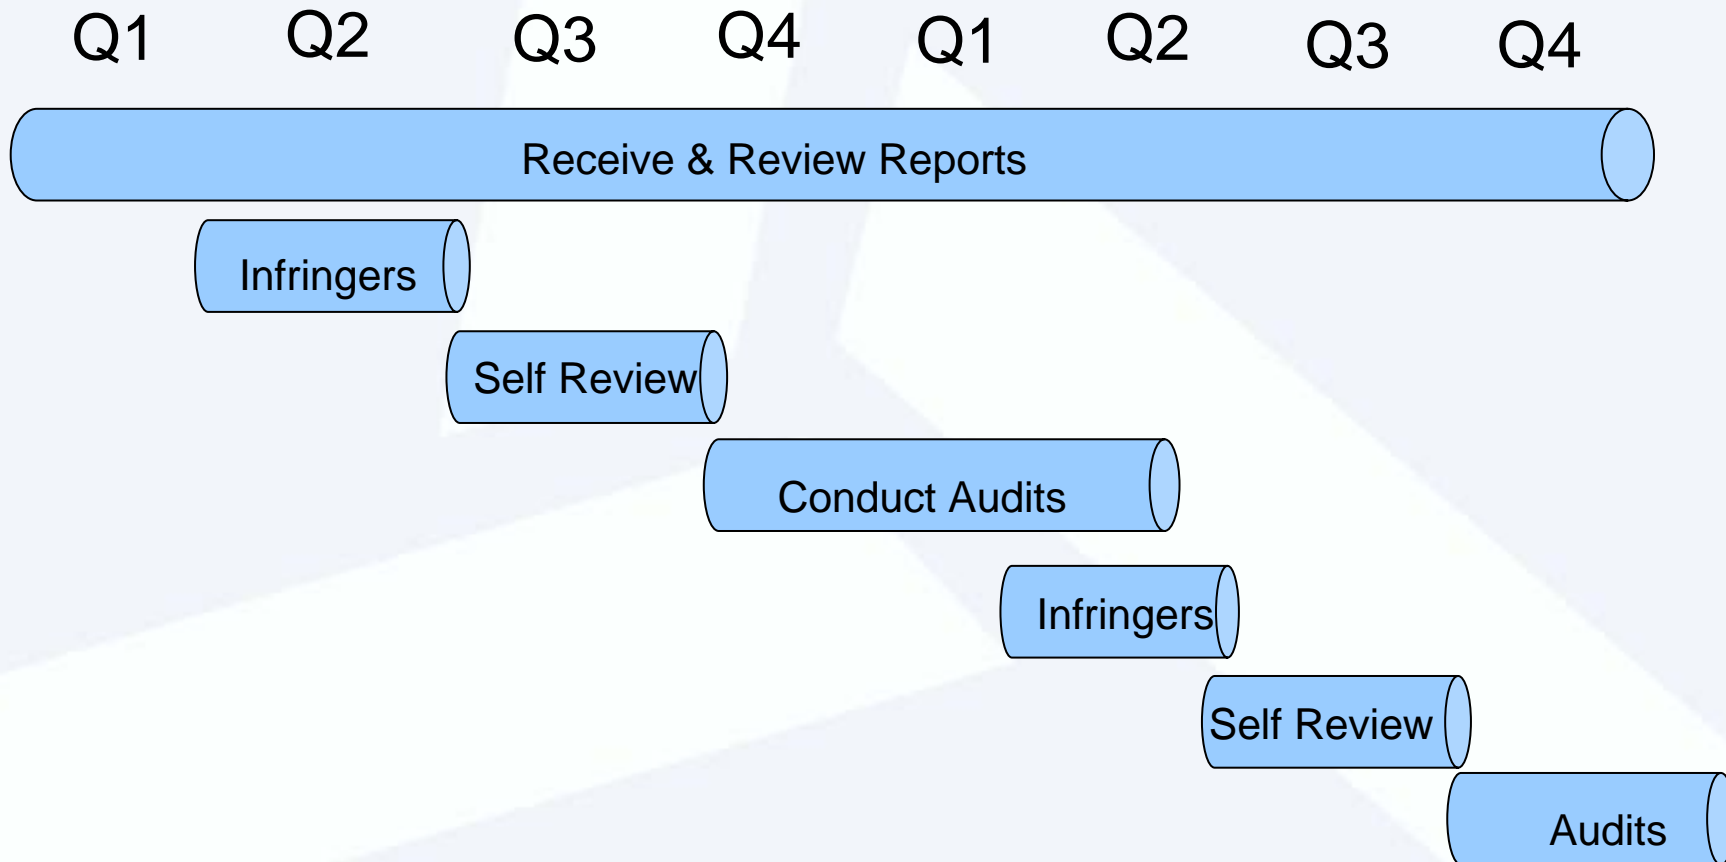 Q1 Q2 Q3 Q4 Q1 Q2 Q3 Q4
Receive & Review Reports
Infringers
Self Review
Conduct Audits
Infringers
Self Review
Audits